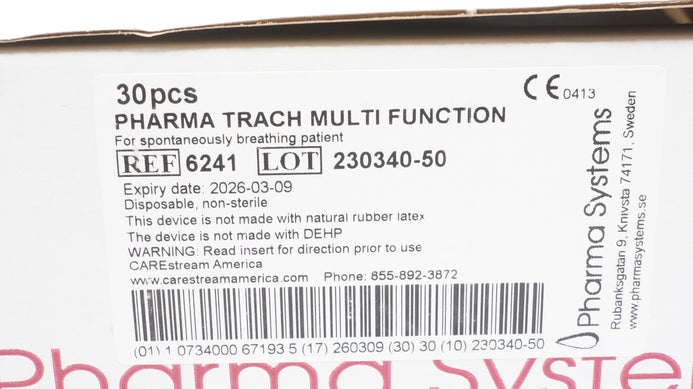 30pcs
PHARMA TRACH MULTI FUNCTION
For spontaneously breathing patient
REF 6241 LOT 230340-50
Expiry date: 2026-03-09
Disposable, non-sterile
This device is not made with natural rubber latex
The device is not made with DEHP
WARNING: Read insert for direction prior to use
CAREstream America
www.carestreamamerica.com Phone: 855-892-3872
(01) 1 0734000 67193 5 (17) 260309 (30) 30 (10) 230340-50
CE 0413
Pharma Systems
Rubanksgatan 9, Knivsta 74171, Sweden
www.pharmasystems.se
Pharma Systems